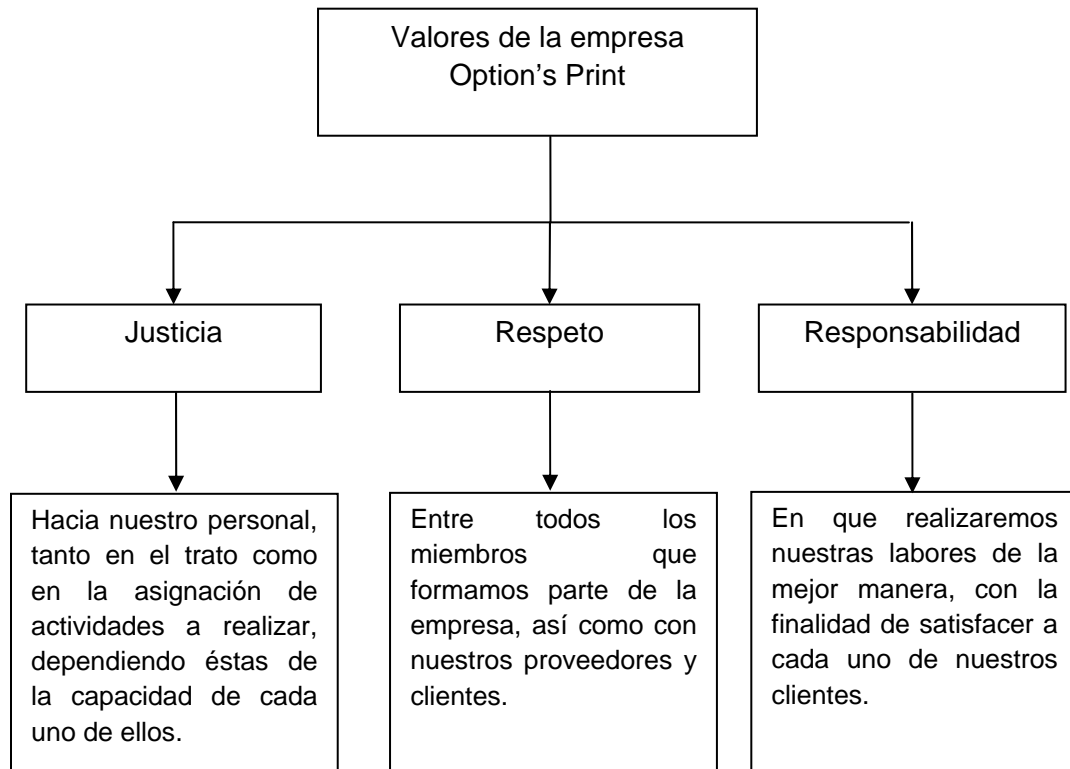 Valores de la empresa
Option’s Print
Justicia
Respeto
Responsabilidad
Hacia nuestro personal,
tanto en el trato como
en la asignación de
actividades a realizar,
dependiendo éstas de
la capacidad de cada
uno de ellos.
Entre todos los
miembros que
formamos parte de la
empresa, así como con
nuestros proveedores y
clientes.
En que realizaremos
nuestras labores de la
mejor manera, con la
finalidad de satisfacer a
cada uno de nuestros
clientes.